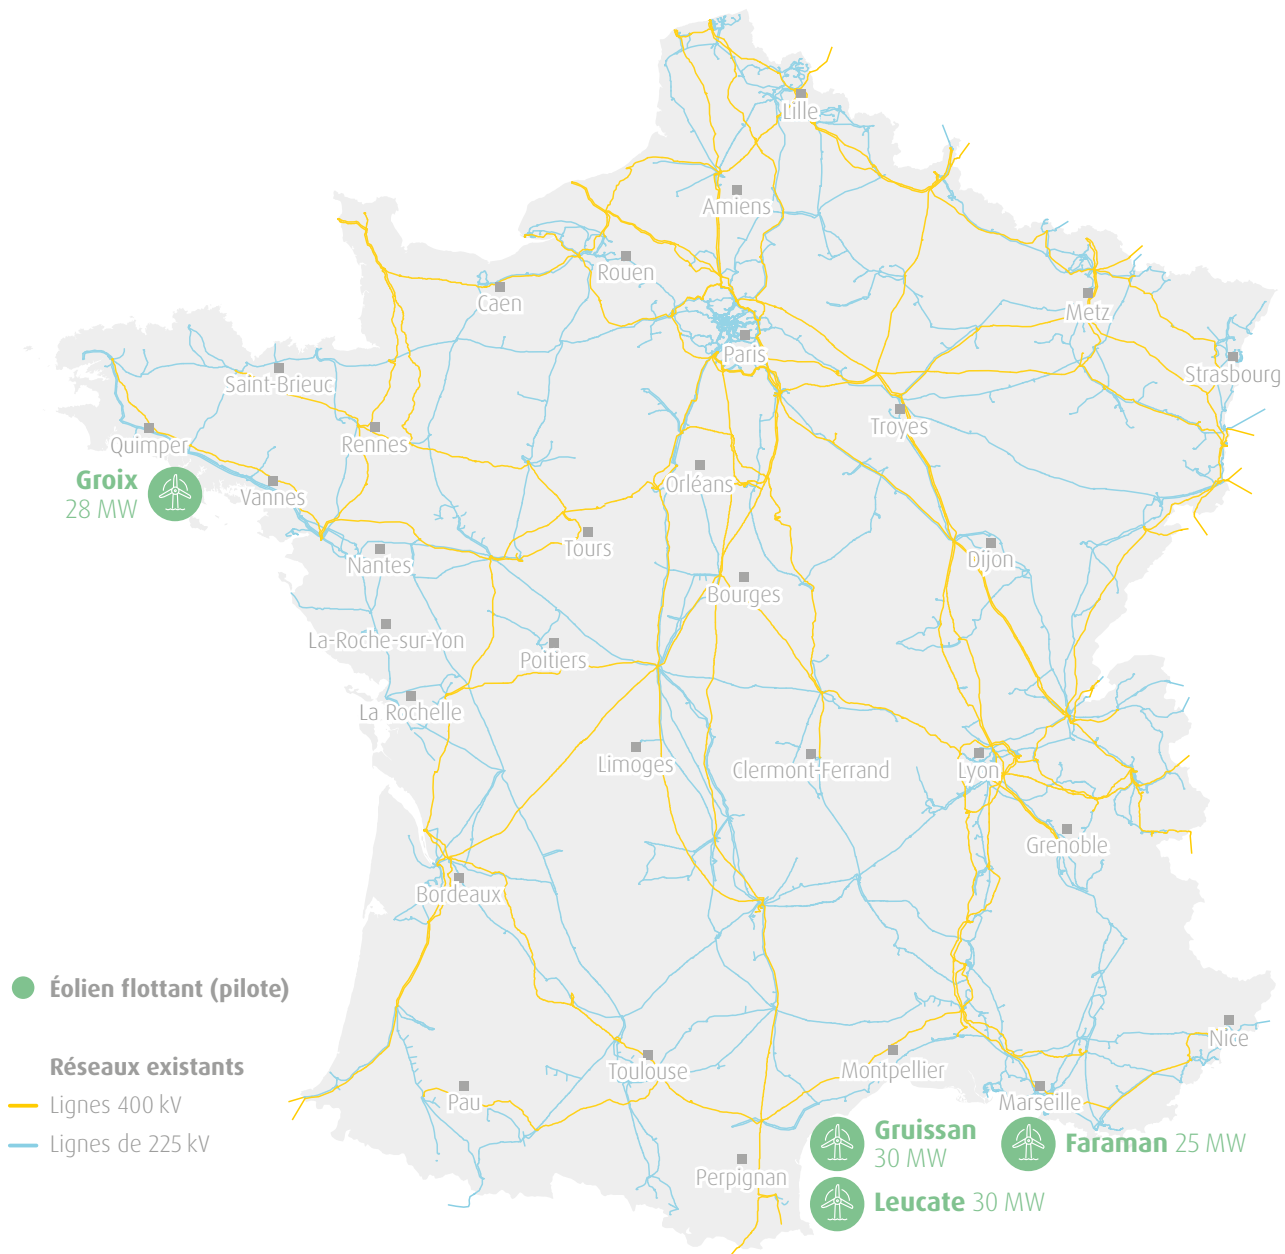 Lille
Amiens
Rouen
Caen
Metz
Paris
Strasbourg
Saint-Brieuc
Troyes
Quimper
Rennes
Groix
28 MW
Vannes
Orléans
Tours
Dijon
Nantes
Bourges
La-Roche-sur-Yon
Poitiers
La Rochelle
Limoges
Clermont-Ferrand
Lyon
Grenoble
Bordeaux
Éolien flottant (pilote)
Nice
Réseaux existants
Toulouse
Montpellier
Lignes 400 kV
Pau
Marseille
Lignes de 225 kV
Gruissan
30 MW
Faraman 25 MW
Perpignan
Leucate 30 MW